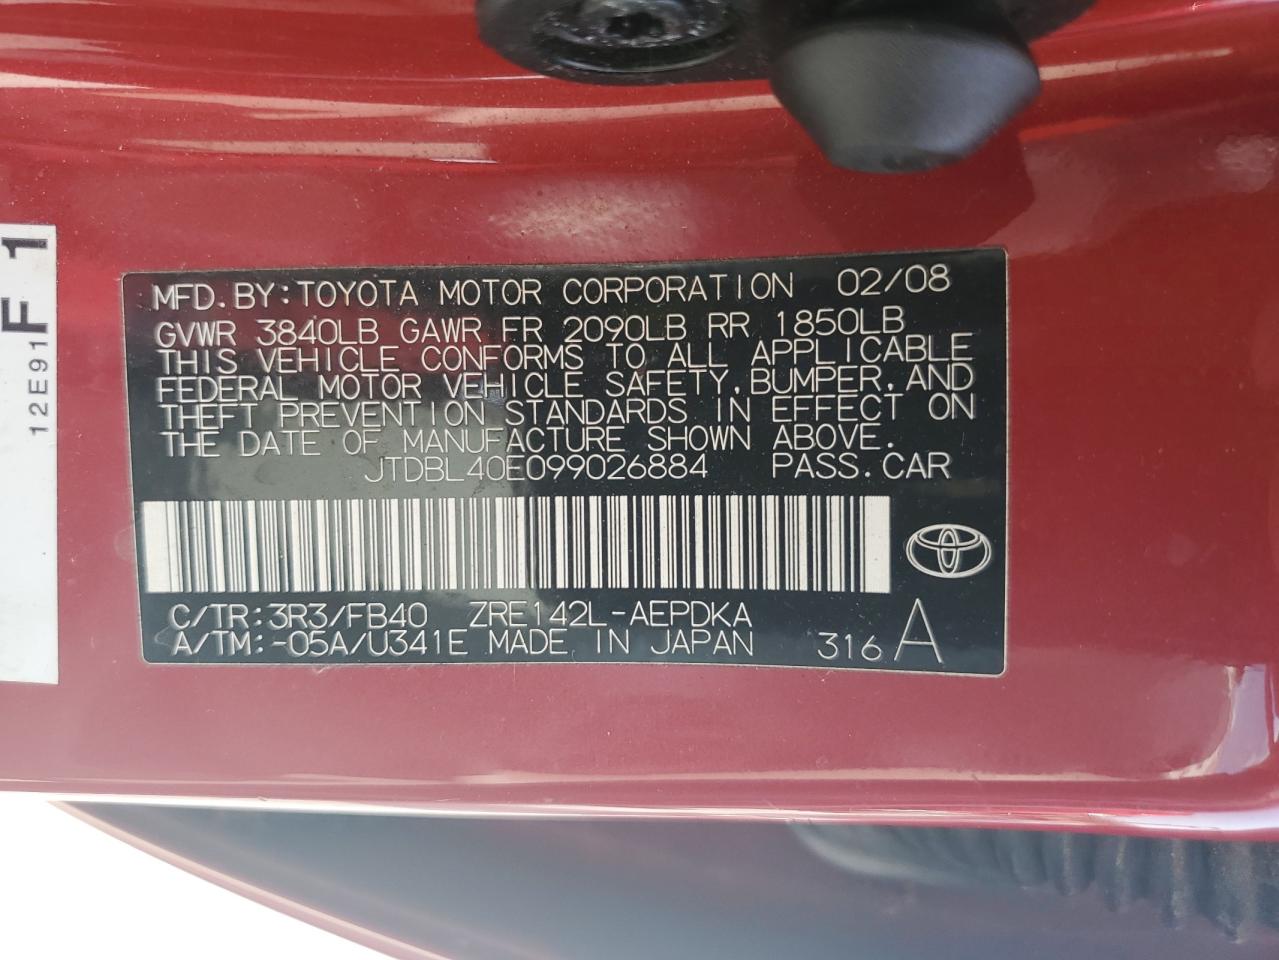 MFD.BY:TOYOTA MOTOR CORPORATION 02/08
GVWR 3840LB GAWR FR 2090LB RR 1850LB
THIS VEHICLE CONFORMS TO ALL APPLICABLE
FEDERAL MOTOR VEHICLE SAFETY,BUMPER,AND
THEFT PREVENTION STANDARDS IN EFFECT ON
THE DATE OF MANUFACTURE SHOWN ABOVE.
JTDBL40E099026884 PASS.CAR
C/TR:3R3/FB40 ZRE142L-AEPDKA
A/TM:-05A/U341E MADE IN JAPAN 316 A
F 1
12E91